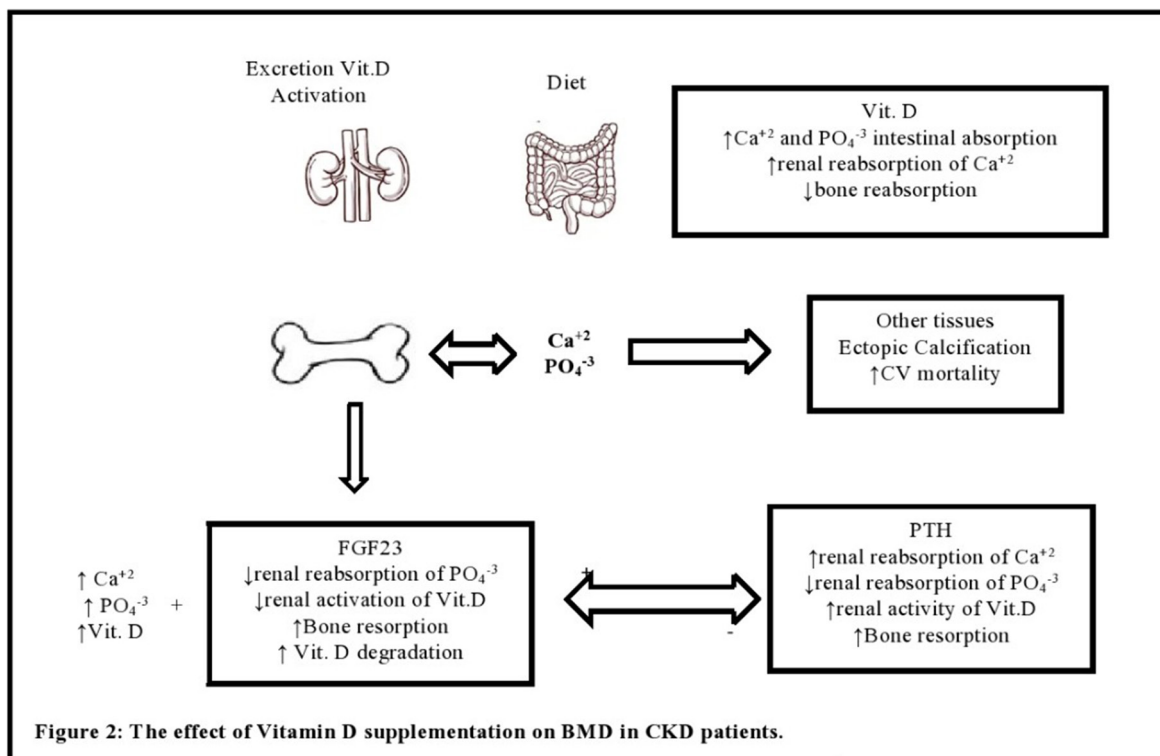 Excretion Vit.D
Activation
Diet
Vit. D
↑Ca⁺² and PO₄⁻³ intestinal absorption
↑renal reabsorption of Ca⁺²
↓bone reabsorption
Ca⁺²
PO₄⁻³
Other tissues
Ectopic Calcification
↑CV mortality
↑ Ca⁺²
↑ PO₄⁻³ +
↑Vit. D
FGF23
↓renal reabsorption of PO₄⁻³
↓renal activation of Vit.D
↑Bone resorption
↑ Vit. D degradation
+
-
PTH
↑renal reabsorption of Ca⁺²
↓renal reabsorption of PO₄⁻³
↑renal activity of Vit.D
↑Bone resorption
Figure 2: The effect of Vitamin D supplementation on BMD in CKD patients.